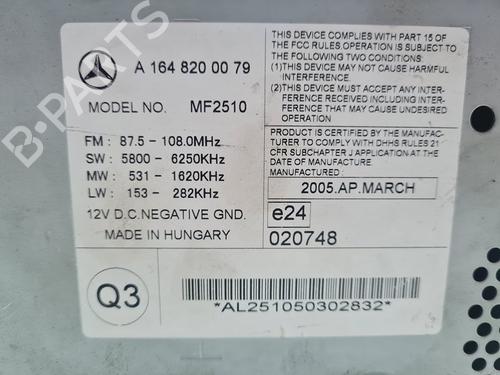 A 164 820 00 79
MODEL NO. MF2510
FM : 87.5 - 108.0MHz
SW : 5800 - 6250KHz
MW : 531 - 1620KHz
LW : 153 - 282KHz
12V D.C.NEGATIVE GND.
MADE IN HUNGARY
THIS DEVICE COMPLIES WITH PART 15 OF
THE FCC RULES OPERATION IS SUBJECT TO
THE FOLLOWING TWO CONDITIONS:
(1)THIS DEVICE MAY NOT CAUSE HARMFUL
INTERFERENCE.
(2)THIS DEVICE MUST ACCEPT ANY INTER-
FERENCE RECEIVED,INCLUDING INTER-
FERENCE THAT MAY CAUSE UNDESIRED
OPERATION
PRODUCT IS CERTIFIED BY THE MANUFAC-
TURER TO COMPLY WITH DHHS RULES 21
CFR SUBCHAPTER J APPLICATION AT THE
DATE OF MANUFACTURE.
MANUFACTURED :
2005.AP.MARCH
e24
020748
Q3
*AL251050302832*
B-PARTS